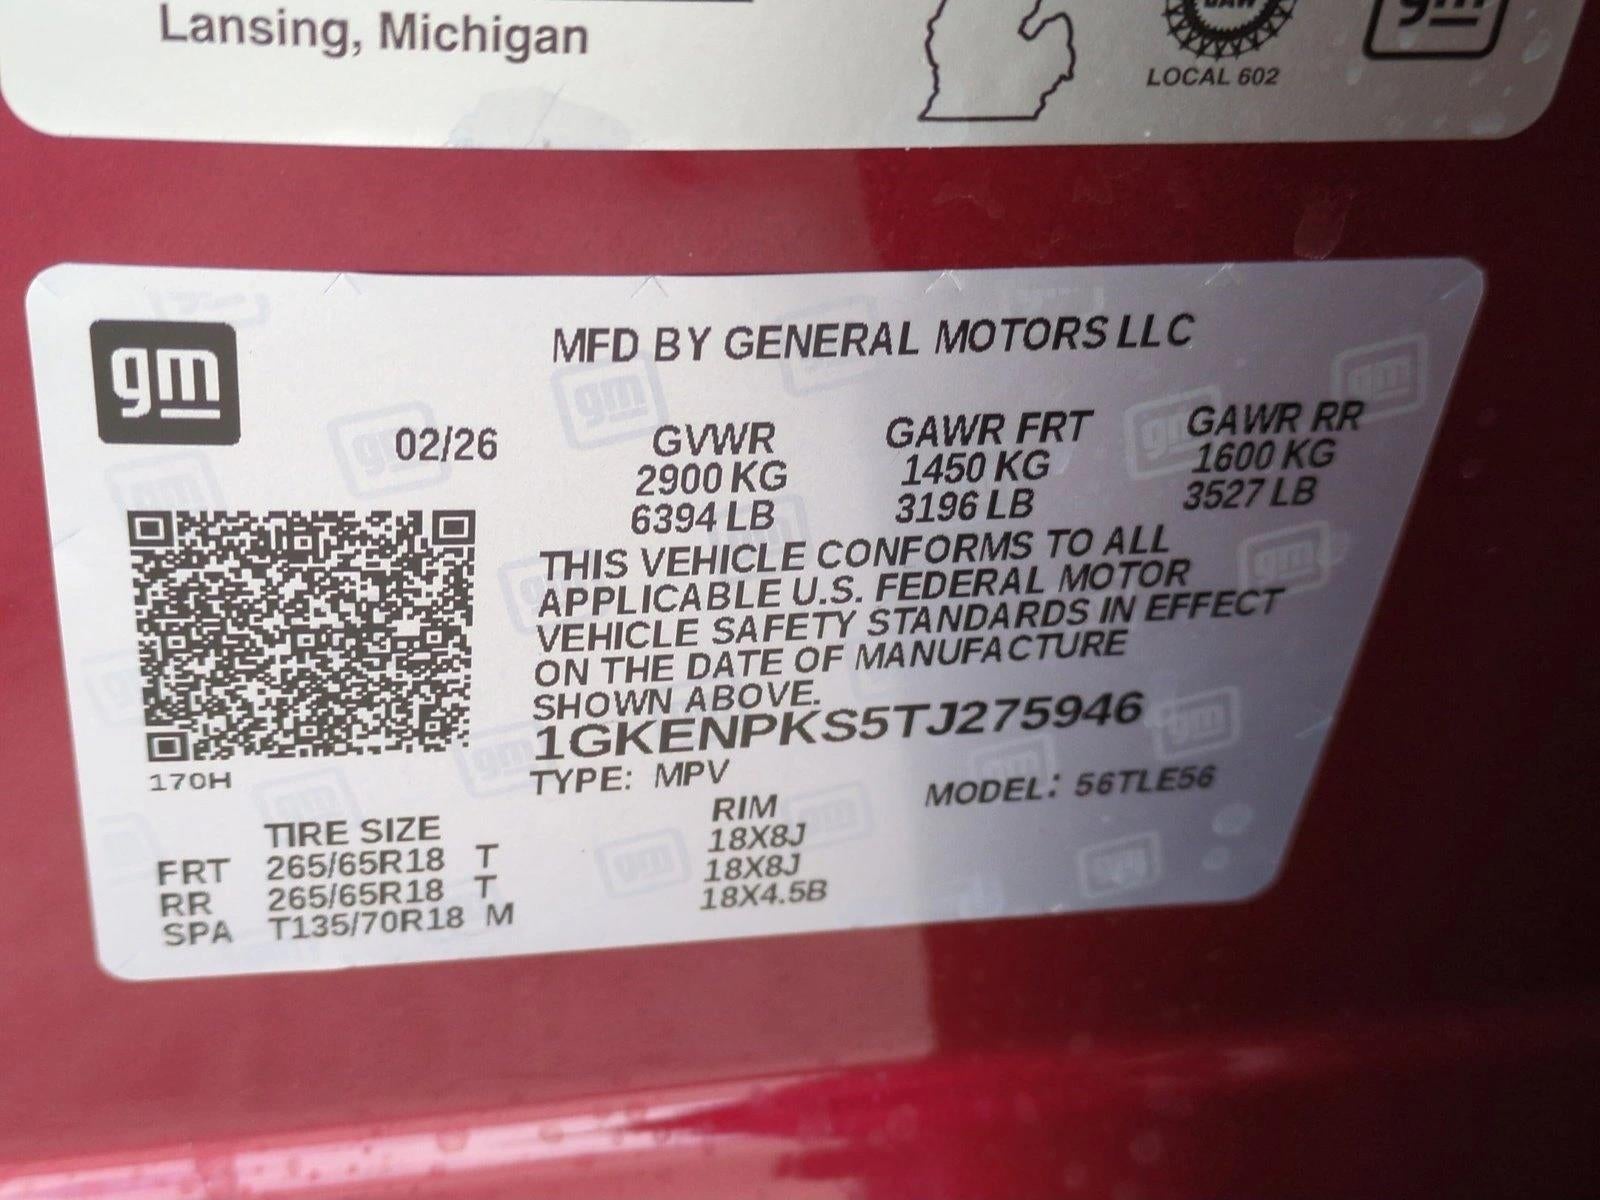 Lansing, Michigan
UAW
LOCAL 602
gm
gm
MFD BY GENERAL MOTORS LLC
02/26
GVWR GAWR FRT GAWR RR
2900 KG 1450 KG 1600 KG
6394 LB 3196 LB 3527 LB
THIS VEHICLE CONFORMS TO ALL
APPLICABLE U.S. FEDERAL MOTOR
VEHICLE SAFETY STANDARDS IN EFFECT
ON THE DATE OF MANUFACTURE
SHOWN ABOVE.
1GKENPKS5TJ275946
170H
TYPE: MPV MODEL: 56TLE56
TIRE SIZE RIM
FRT 265/65R18 T 18X8J
RR 265/65R18 T 18X8J
SPA T135/70R18 M 18X4.5B